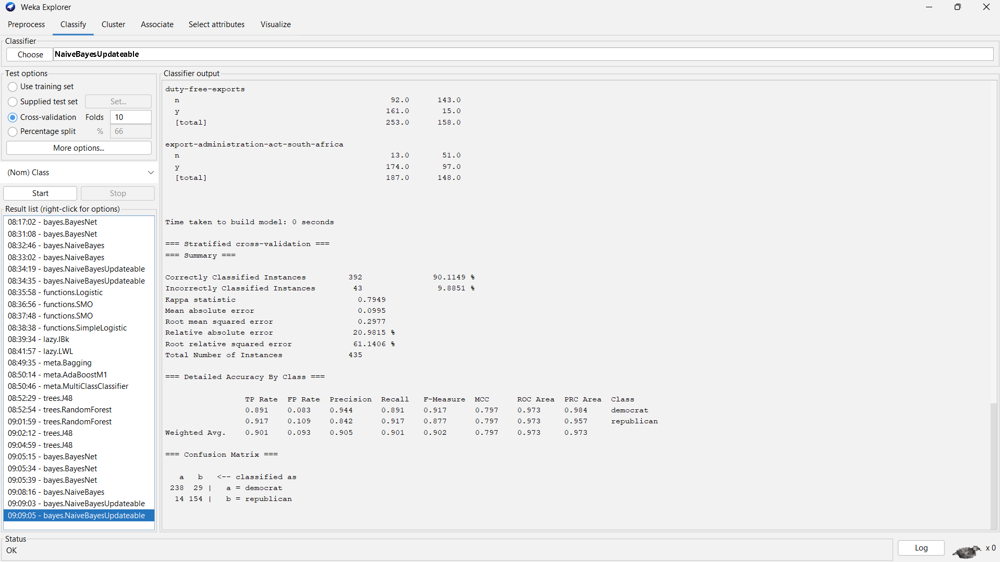 Weka Explorer
Preprocess Classify Cluster Associate Select attributes Visualize
Classifier
Choose NaiveBayesUpdateable
Test options
Use training set
Supplied test set Set...
Cross-validation Folds 10
Percentage split % 66
More options...
(Nom) Class
Start Stop
Result list (right-click for options)
08:17:02 - bayes.BayesNet
08:31:08 - bayes.BayesNet
08:32:46 - bayes.NaiveBayes
08:33:02 - bayes.NaiveBayes
08:34:19 - bayes.NaiveBayesUpdateable
08:34:35 - bayes.NaiveBayesUpdateable
08:35:58 - functions.Logistic
08:36:56 - functions.SMO
08:37:48 - functions.SMO
08:38:38 - functions.SimpleLogistic
08:39:34 - lazy.IBk
08:41:57 - lazy.LWL
08:49:35 - meta.Bagging
08:50:14 - meta.AdaBoostM1
08:50:46 - meta.MultiClassClassifier
08:52:29 - trees.J48
08:52:54 - trees.RandomForest
09:01:59 - trees.RandomForest
09:02:12 - trees.J48
09:04:59 - trees.J48
09:05:15 - bayes.BayesNet
09:05:34 - bayes.BayesNet
09:05:39 - bayes.BayesNet
09:08:16 - bayes.NaiveBayes
09:09:03 - bayes.NaiveBayesUpdateable
09:09:05 - bayes.NaiveBayesUpdateable
Classifier output
duty-free-exports
n 92.0 143.0
y 161.0 15.0
[total] 253.0 158.0
export-administration-act-south-africa
n 13.0 51.0
y 174.0 97.0
[total] 187.0 148.0
Time taken to build model: 0 seconds
=== Stratified cross-validation ===
=== Summary ===
Correctly Classified Instances 392 90.1149 %
Incorrectly Classified Instances 43 9.8851 %
Kappa statistic 0.7949
Mean absolute error 0.0995
Root mean squared error 0.2977
Relative absolute error 20.9815 %
Root relative squared error 61.1406 %
Total Number of Instances 435
=== Detailed Accuracy By Class ===
TP Rate FP Rate Precision Recall F-Measure MCC ROC Area PRC Area Class
0.891 0.083 0.944 0.891 0.917 0.797 0.973 0.984 democrat
0.917 0.109 0.842 0.917 0.877 0.797 0.973 0.957 republican
Weighted Avg. 0.901 0.093 0.905 0.901 0.902 0.797 0.973 0.973
=== Confusion Matrix ===
a b <-- classified as
238 29 | a = democrat
14 154 | b = republican
Status
OK
Log
x 0